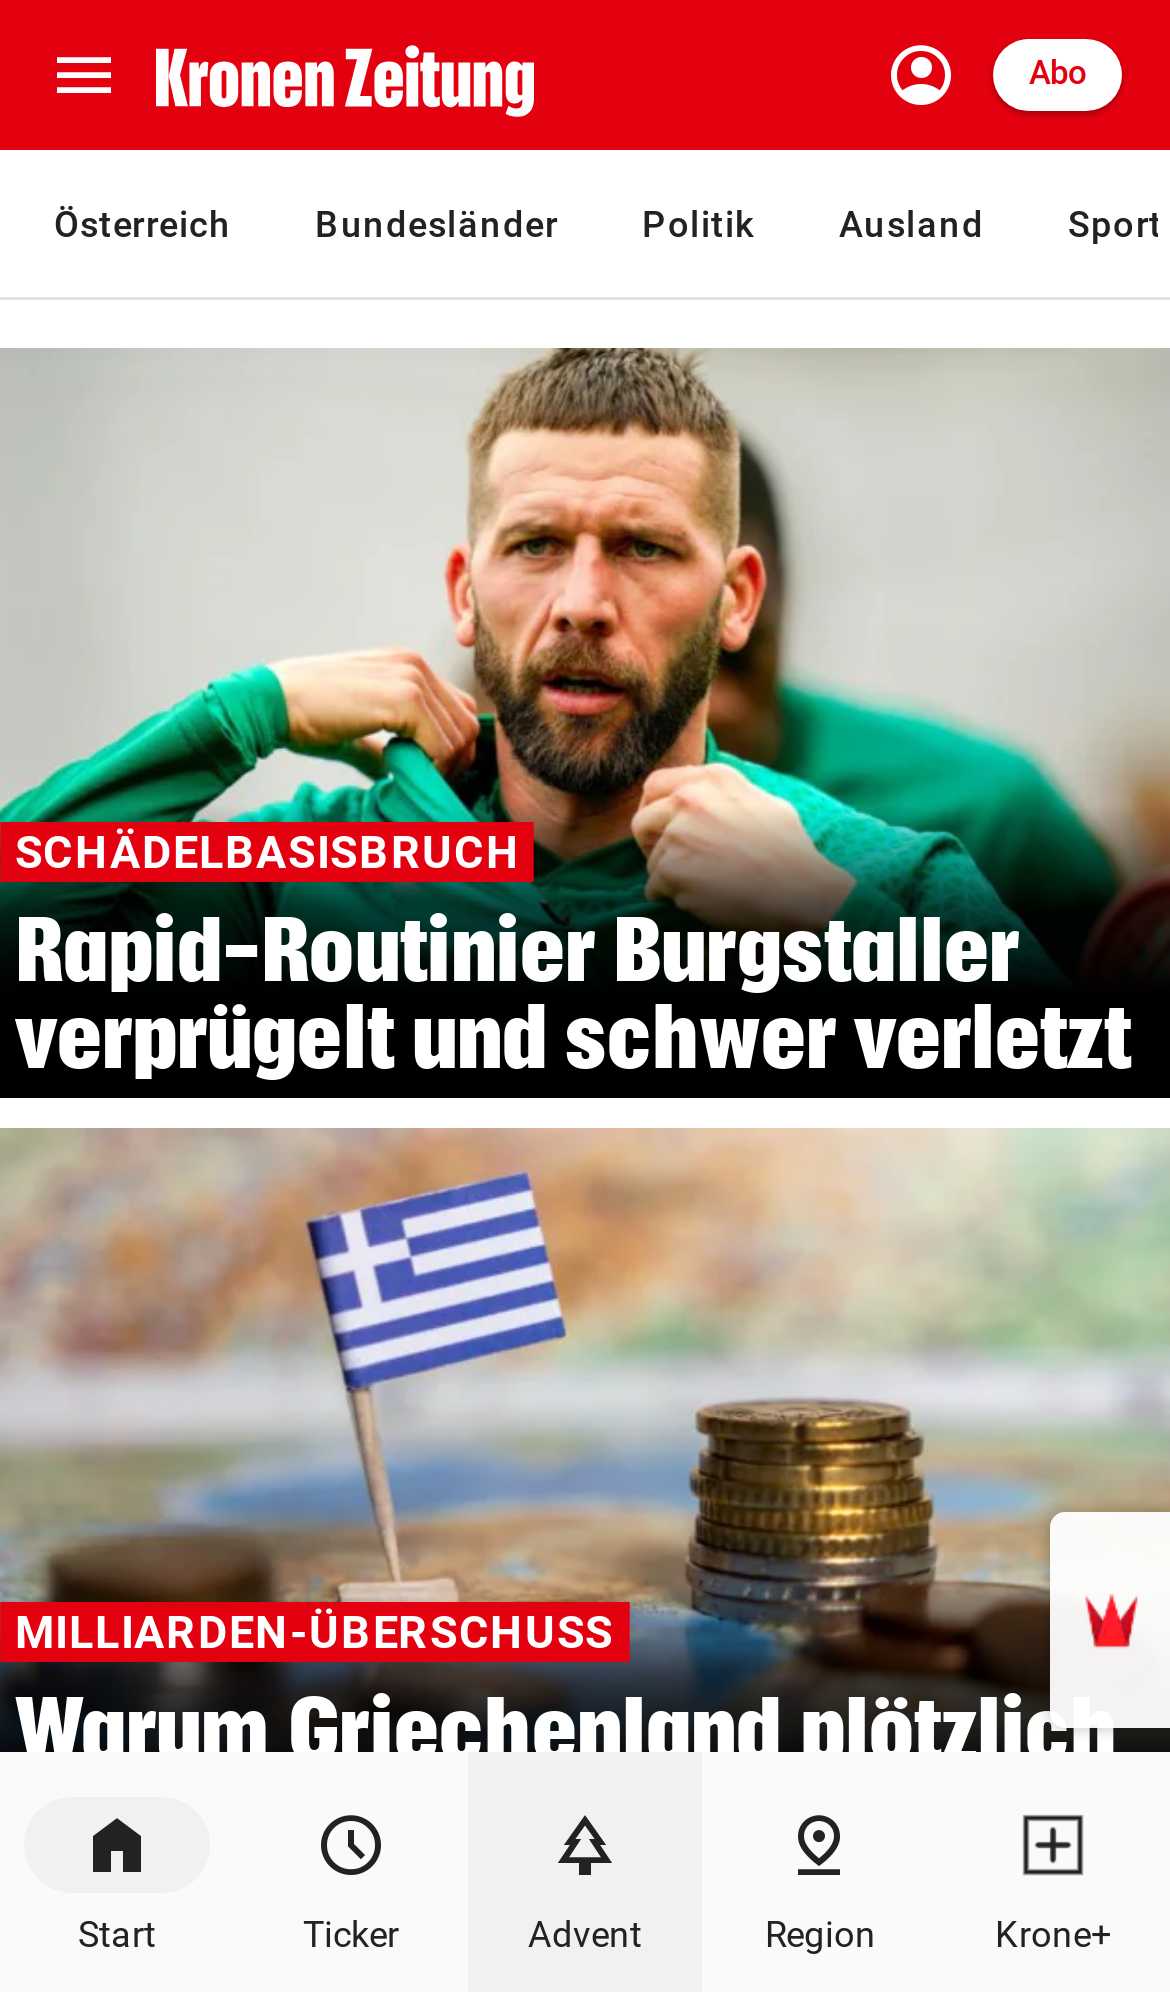 Kronen Zeitung
Abo
Österreich Bundesländer Politik Ausland Sport
SCHÄDELBASISBRUCH
Rapid-Routinier Burgstaller
verprügelt und schwer verletzt
MILLIARDEN-ÜBERSCHUSS
Warum Griechenland plötzlich
Start Ticker Advent Region Krone+